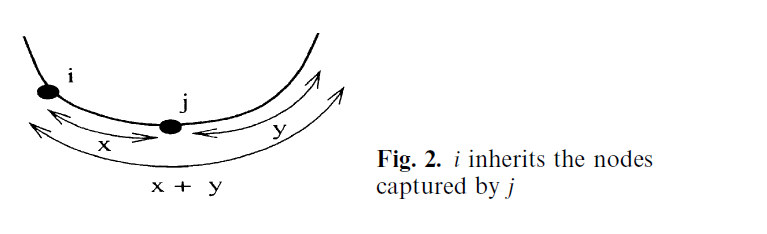 i
j
x
y
x + y
Fig. 2. i inherits the nodes
captured by j